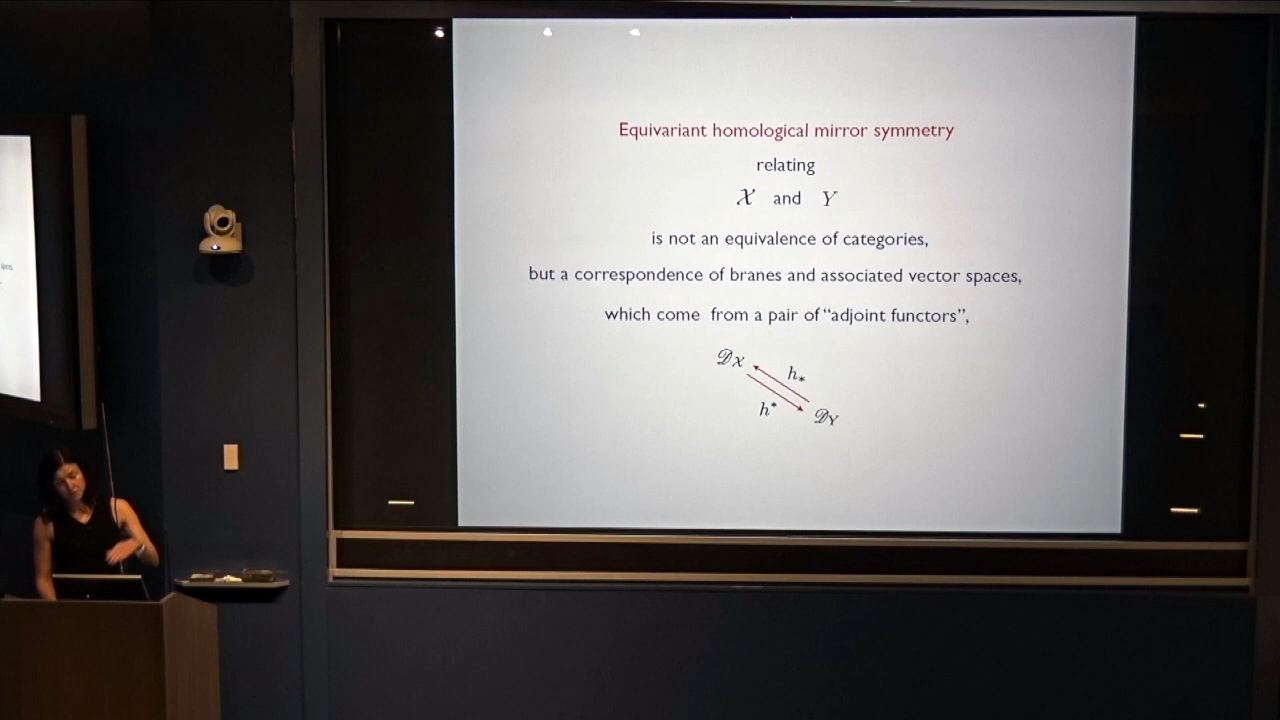 Equivariant homological mirror symmetry
relating
𝒳 and Y
is not an equivalence of categories,
but a correspondence of branes and associated vector spaces,
which come from a pair of “adjoint functors”,
𝒟𝒳
h*
h*
𝒟Y